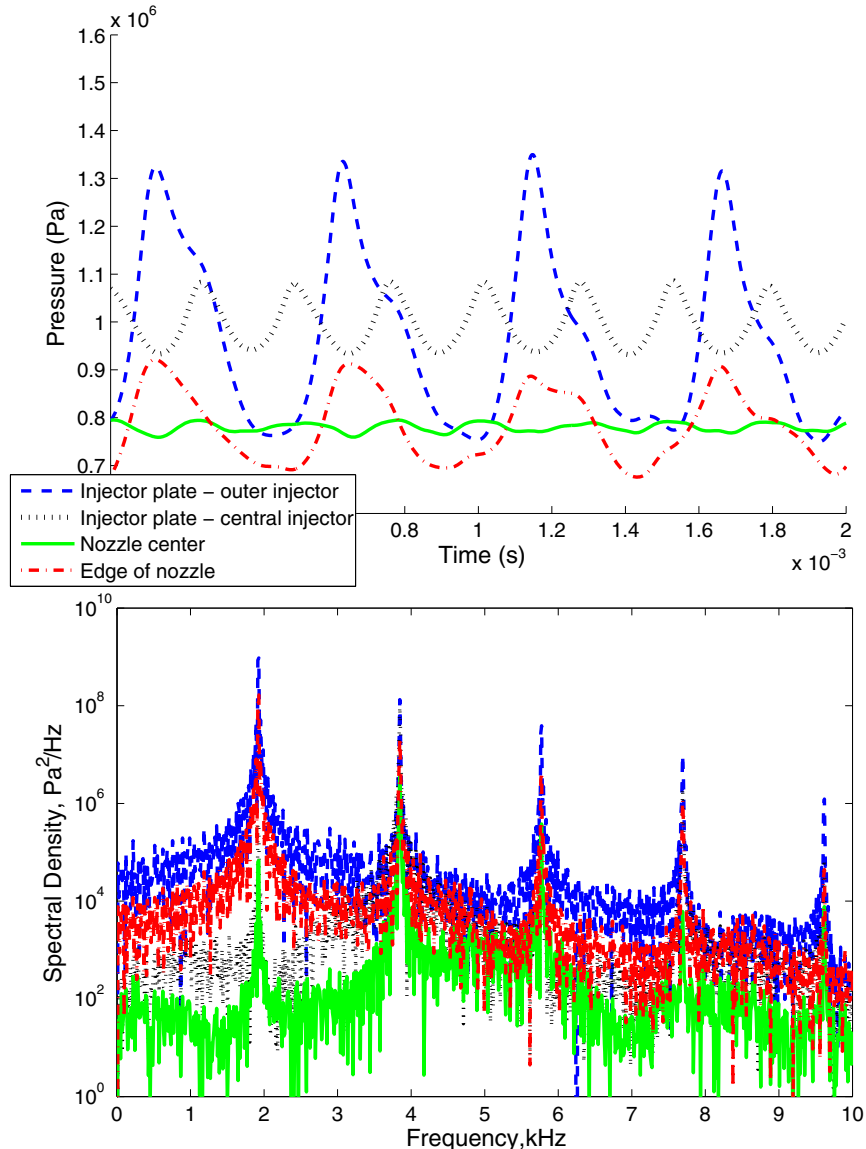 x 10^6
1.6
1.5
1.4
1.3
1.2
1.1
1
0.9
0.8
0.7
Pressure (Pa)
Injector plate − outer injector
Injector plate − central injector
Nozzle center
Edge of nozzle
0.8 1 1.2 1.4 1.6 1.8 2
Time (s)
x 10^−3
10^10
10^8
10^6
10^4
10^2
10^0
Spectral Density, Pa^2/Hz
0 1 2 3 4 5 6 7 8 9 10
Frequency,kHz